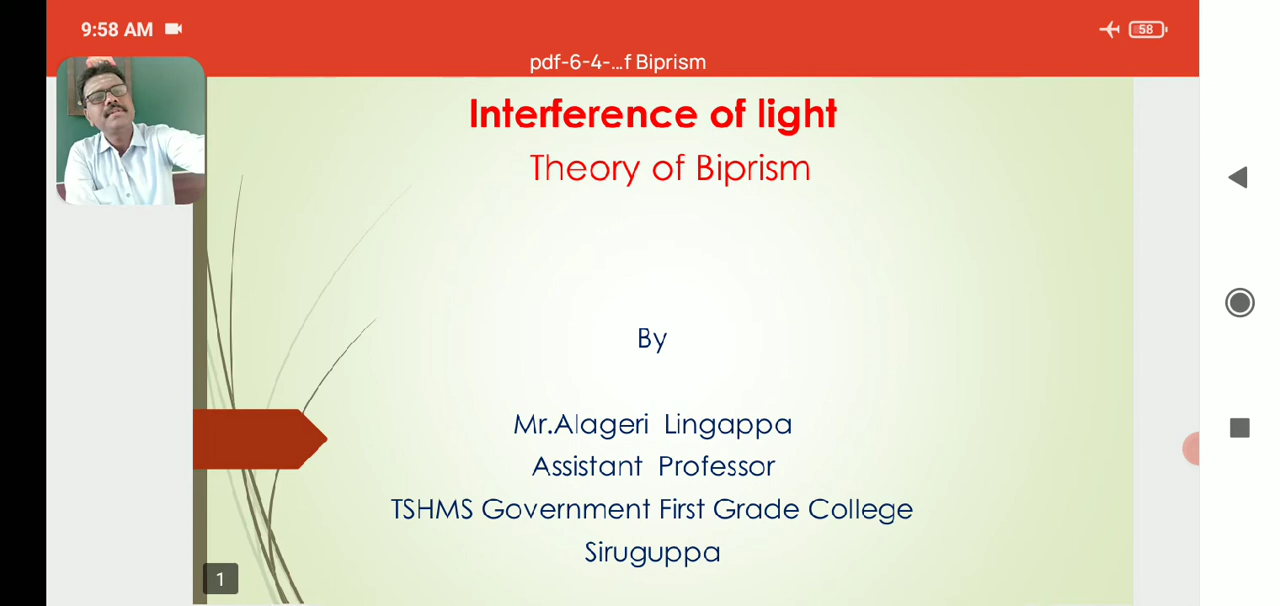 9:58 AM
58
pdf-6-4-...f Biprism
Interference of light
Theory of Biprism
By
Mr.Alageri Lingappa
Assistant Professor
TSHMS Government First Grade College
Siruguppa
1